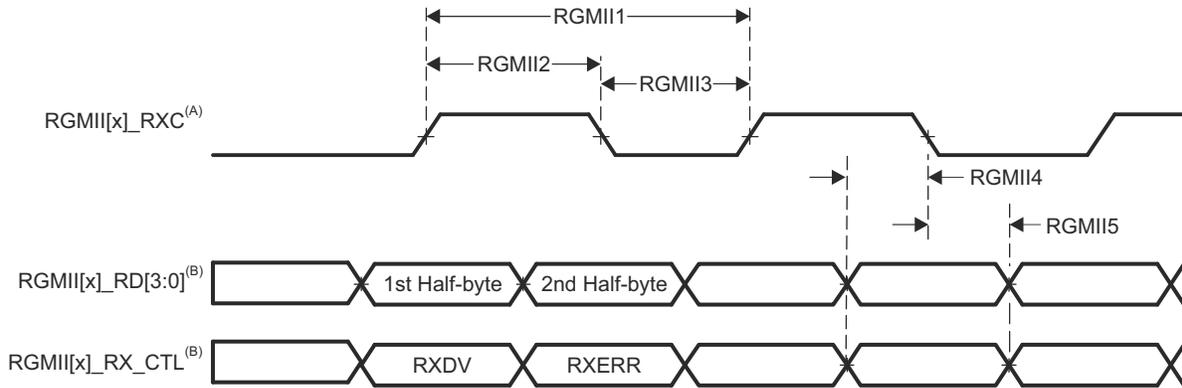 RGMII1
RGMII2
RGMII3
RGMII[x]_RXC(A)
RGMII4
RGMII5
RGMII[x]_RD[3:0](B) 1st Half-byte 2nd Half-byte
RGMII[x]_RX_CTL(B) RXDV RXERR